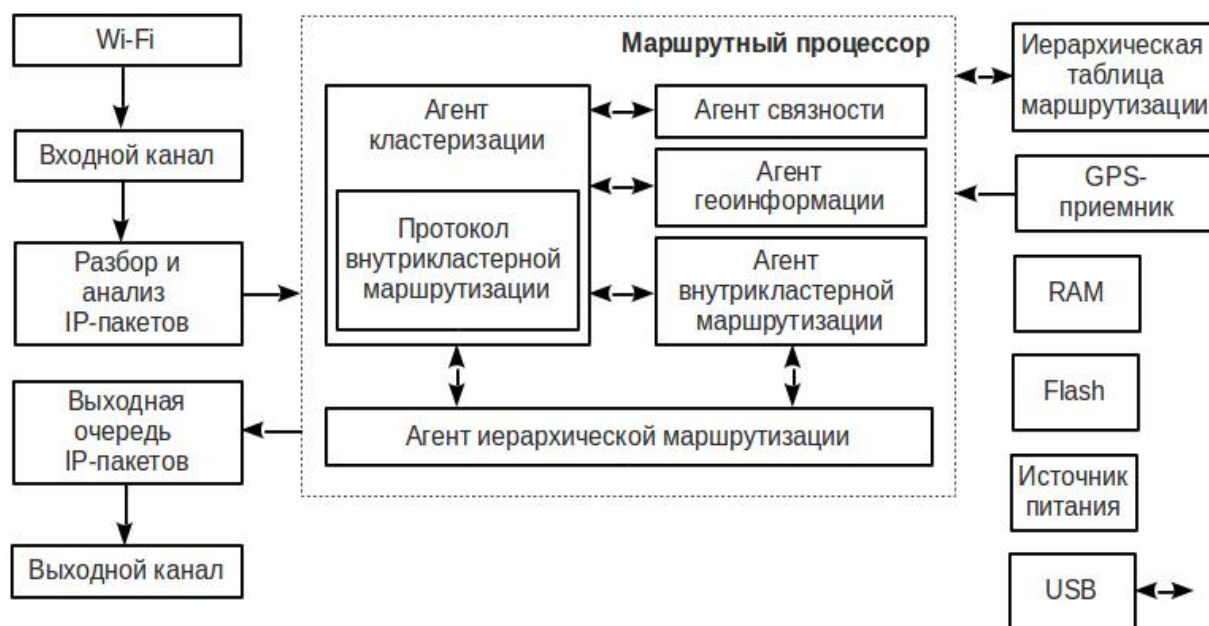 Wi-Fi
Входной канал
Разбор и
анализ
IP-пакетов
Выходная
очередь
IP-пакетов
Выходной канал
Маршрутный процессор
Агент
кластеризации
Протокол
внутрикластерной
маршрутизации
Агент связности
Агент
геоинформации
Агент
внутрикластерной
маршрутизации
Агент иерархической маршрутизации
Иерархическая
таблица
маршрутизации
GPS-
приемник
RAM
Flash
Источник
питания
USB